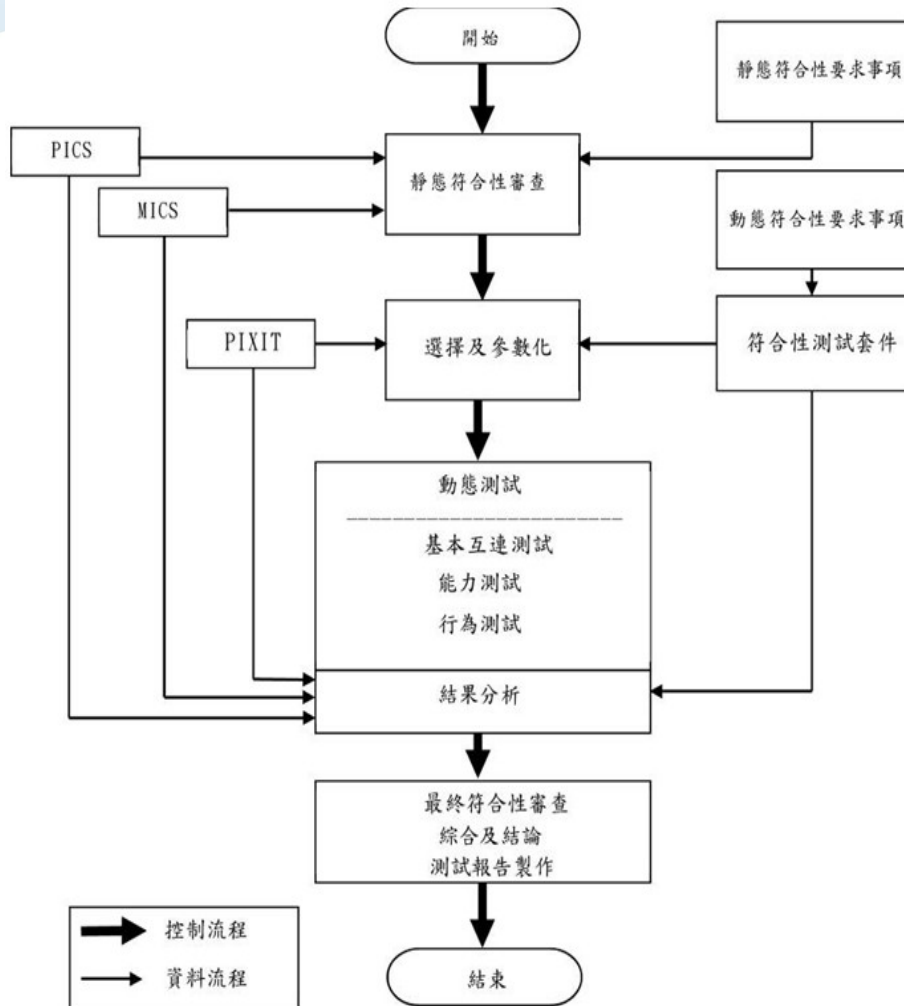 開始
靜態符合性要求事項
PICS
靜態符合性審查
MICS
動態符合性要求事項
PIXIT
選擇及參數化
符合性測試套件
動態測試
基本互連測試
能力測試
行為測試
結果分析
最終符合性審查
綜合及結論
測試報告製作
控制流程
資料流程
結束